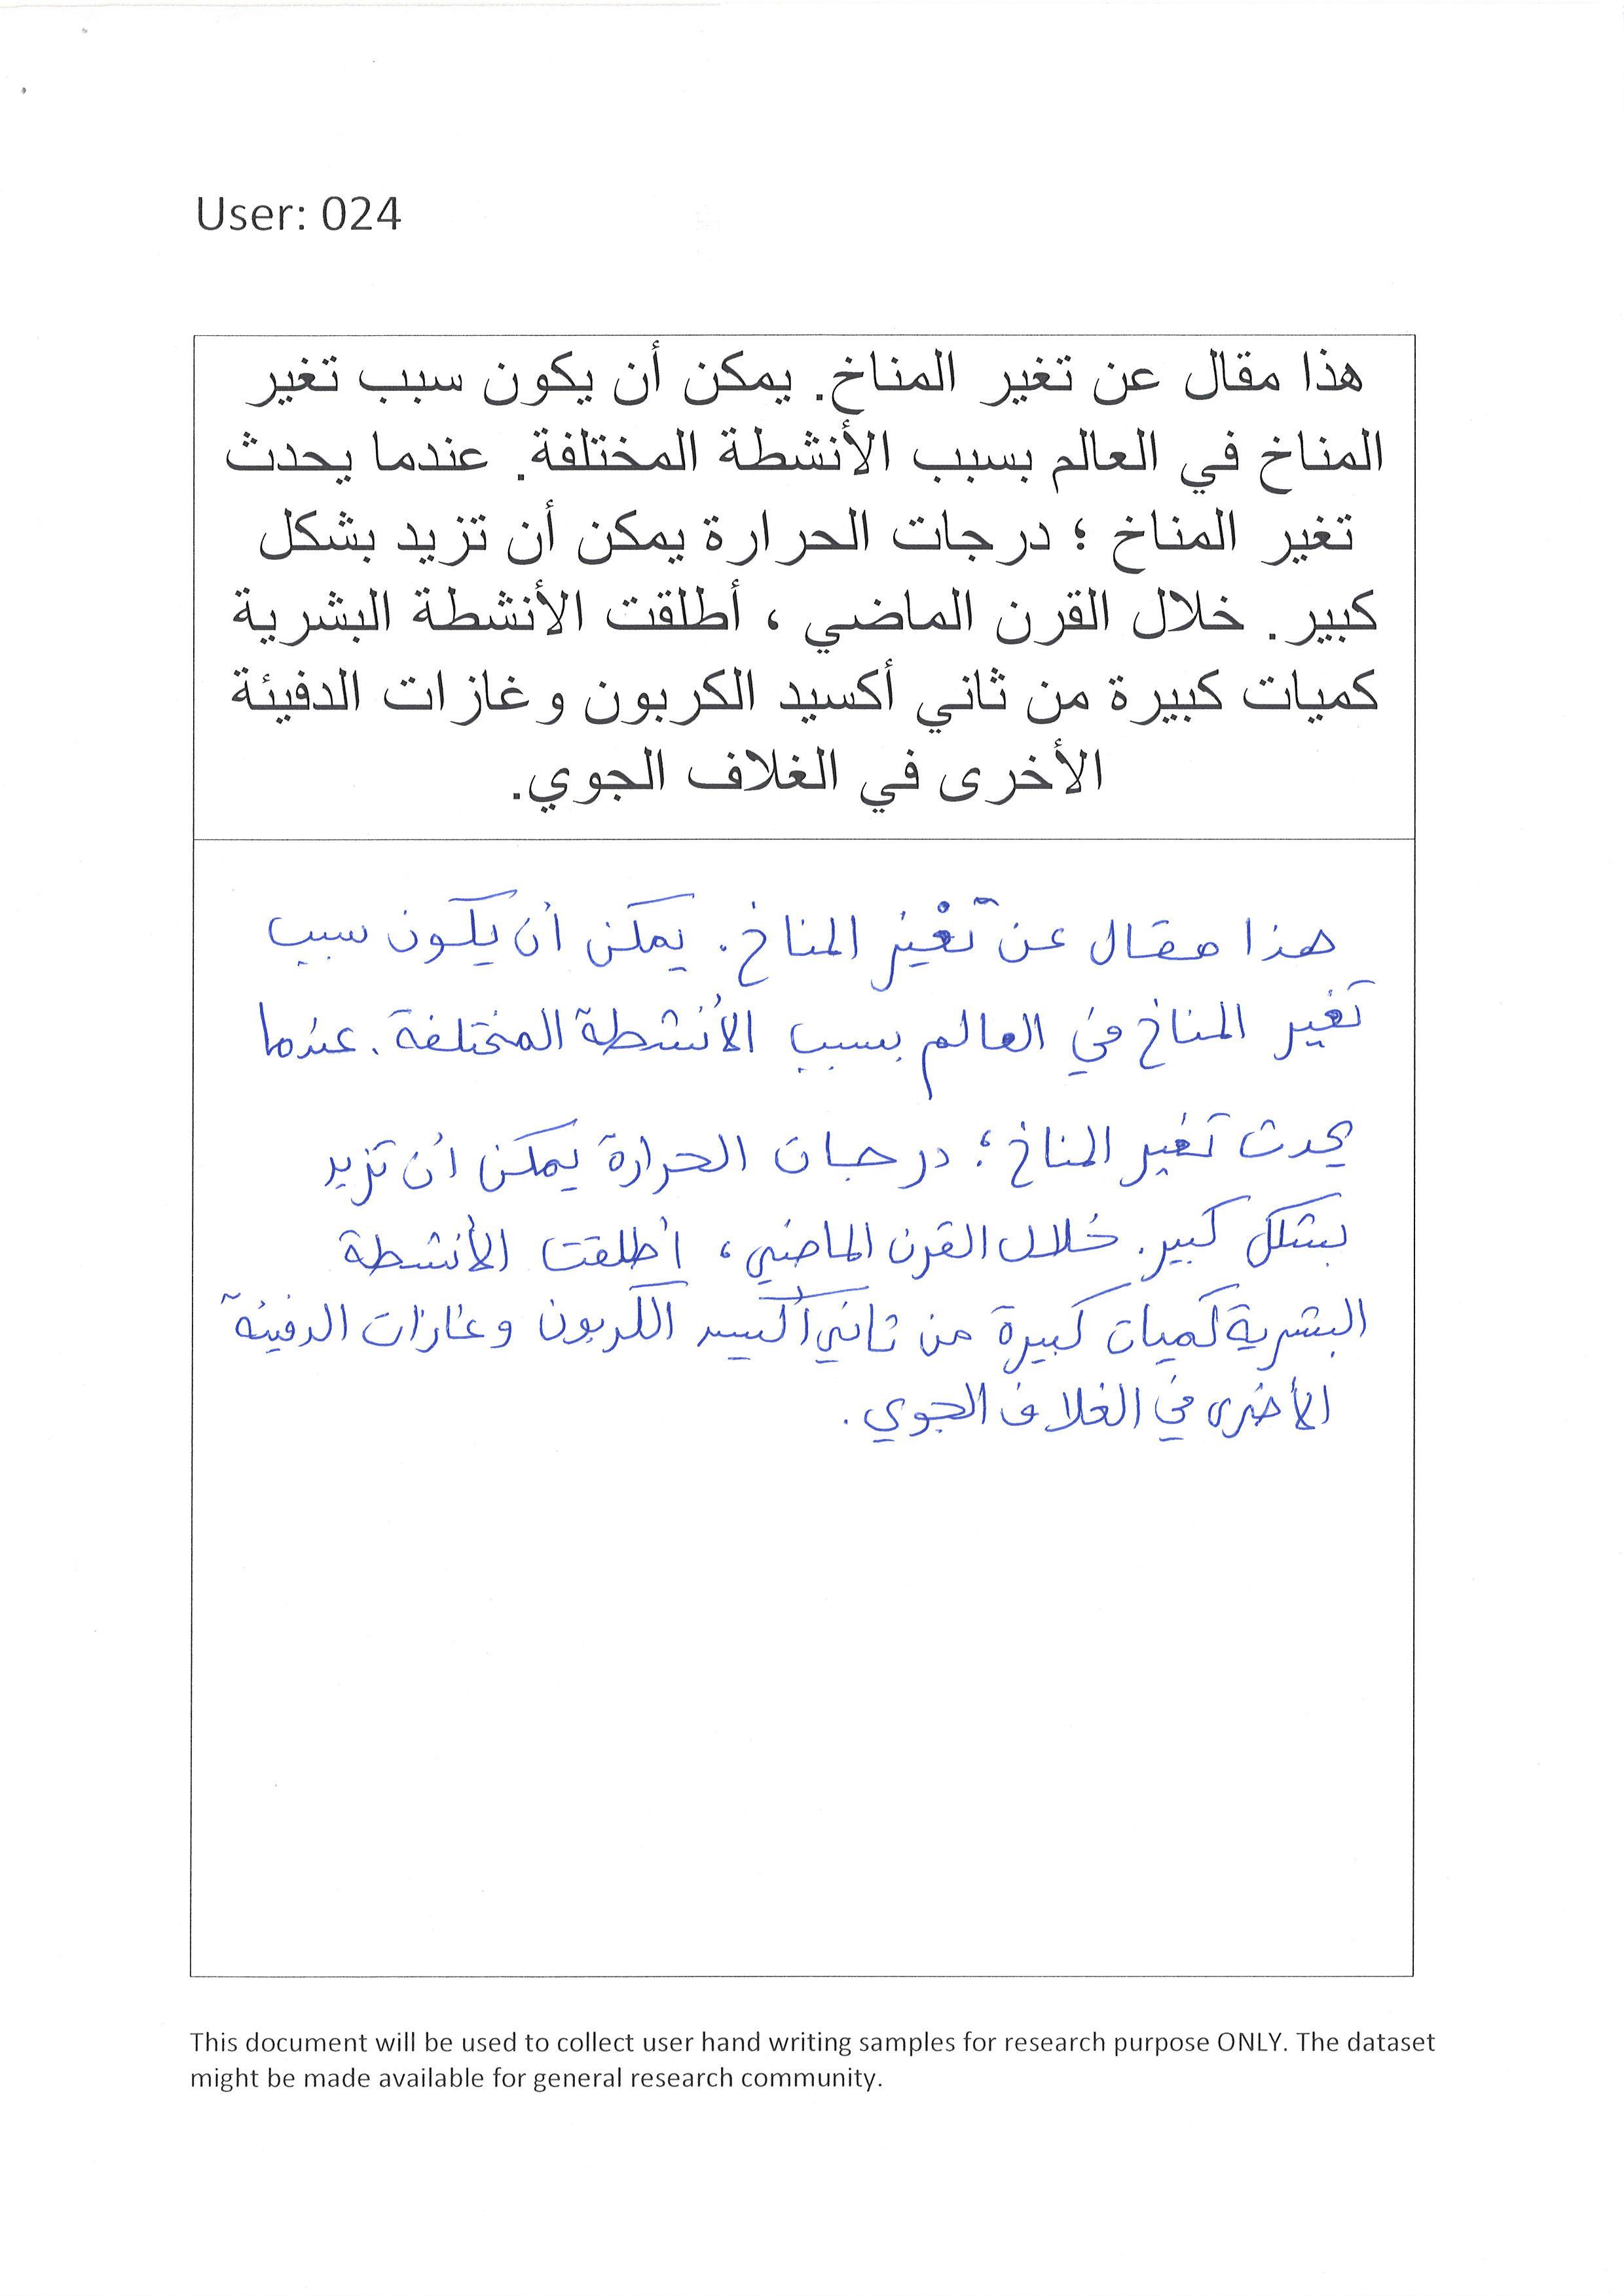 User: 024
هذا مقال عن تغير المناخ. يمكن أن يكون سبب تغير
المناخ في العالم بسبب الأنشطة المختلفة. عندما يحدث
تغير المناخ ؛ درجات الحرارة يمكن أن تزيد بشكل
كبير. خلال القرن الماضي ، أطلقت الأنشطة البشرية
كميات كبيرة من ثاني أكسيد الكربون وغازات الدفيئة
الأخرى في الغلاف الجوي.
هذا مقال عن تغير المناخ. يمكن أن يكون سبب
تغير المناخ في العالم بسبب الأنشطة المختلفة. عندما
يحدث تغير المناخ ؛ درجات الحرارة يمكن أن تزيد
بشكل كبير. خلال القرن الماضي ، أطلقت الأنشطة
البشرية كميات كبيرة من ثاني أكسيد الكربون وغازات الدفيئة
الأخرى في الغلاف الجوي.
This document will be used to collect user hand writing samples for research purpose ONLY. The dataset
might be made available for general research community.